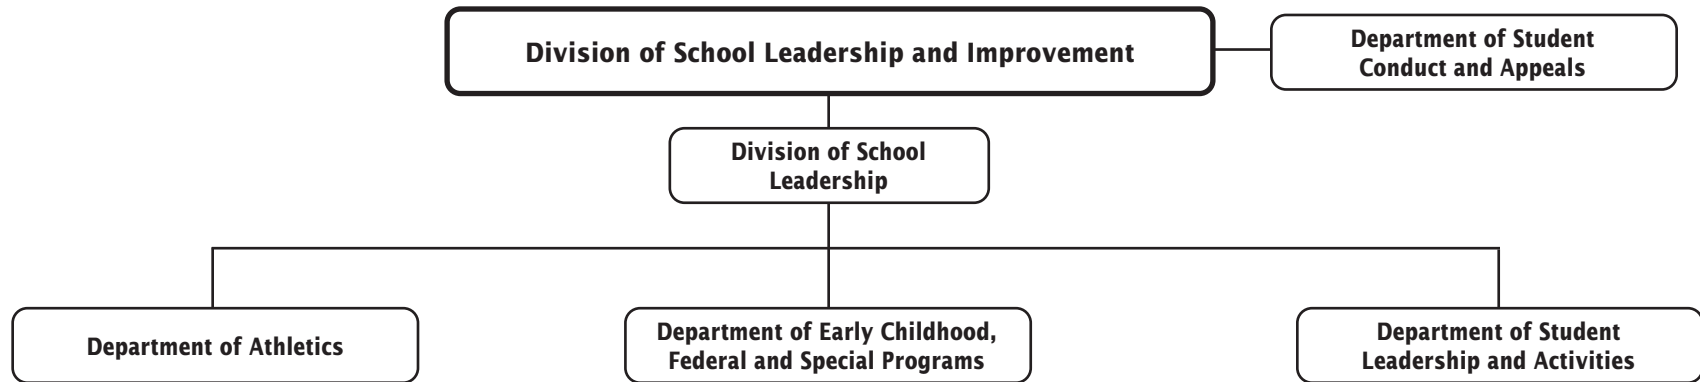 Division of School Leadership and Improvement
Department of Student
Conduct and Appeals
Division of School
Leadership
Department of Athletics
Department of Early Childhood,
Federal and Special Programs
Department of Student
Leadership and Activities